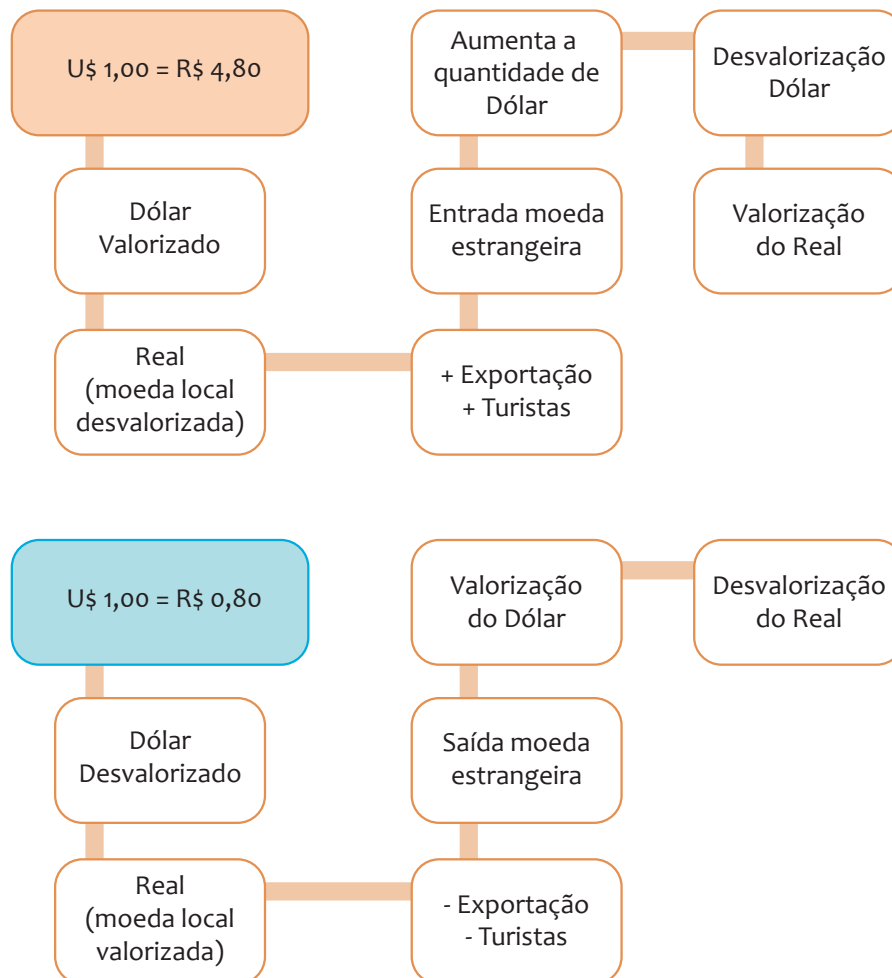 U$ 1,00 = R$ 4,80
Dólar
Valorizado
Real
(moeda local
desvalorizada)
+ Exportação
+ Turistas
Entrada moeda
estrangeira
Aumenta a
quantidade de
Dólar
Desvalorização
Dólar
Valorização
do Real
U$ 1,00 = R$ 0,80
Dólar
Desvalorizado
Real
(moeda local
valorizada)
- Exportação
- Turistas
Saída moeda
estrangeira
Valorização
do Dólar
Desvalorização
do Real